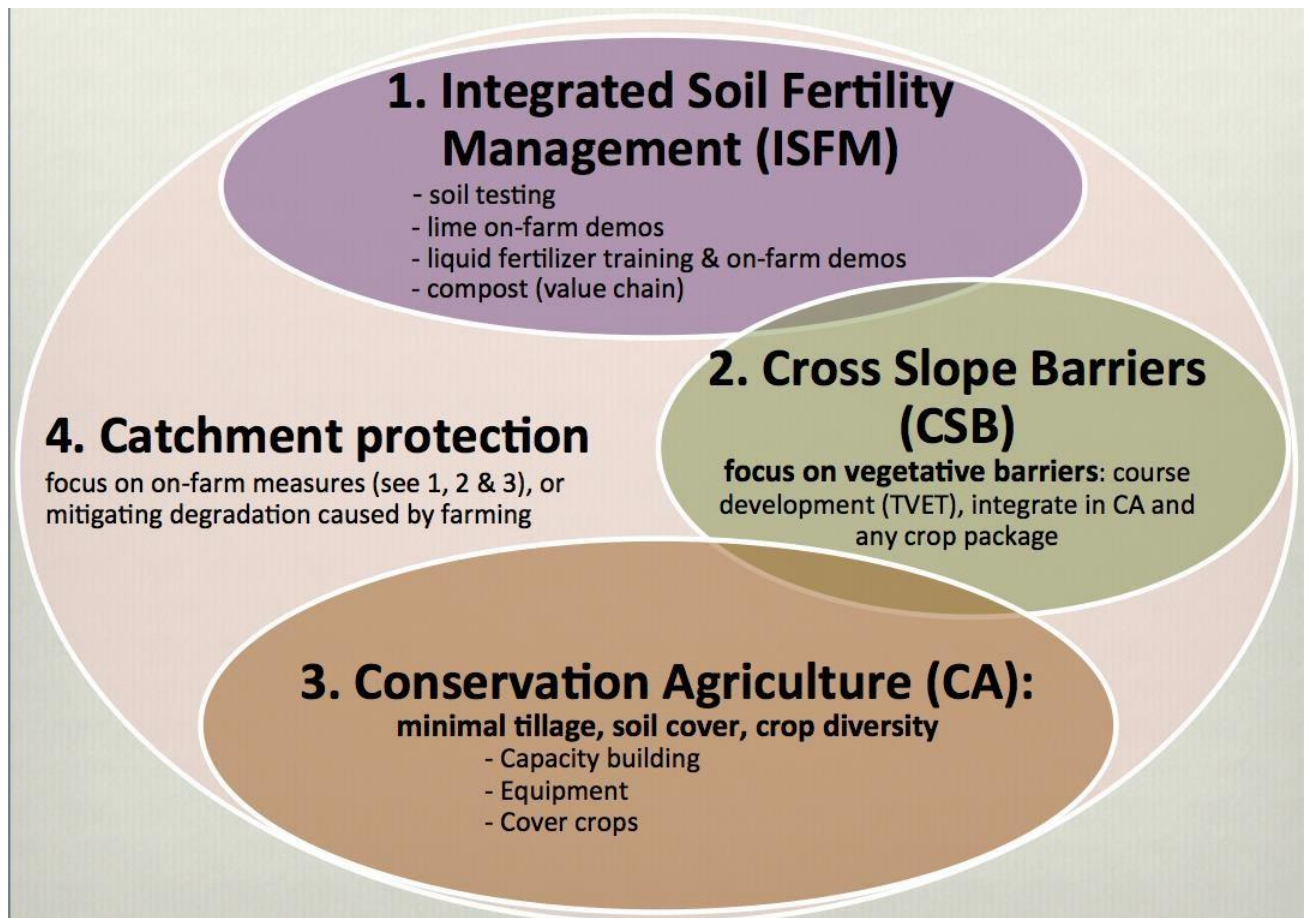 1. Integrated Soil Fertility
Management (ISFM)
- soil testing
- lime on-farm demos
- liquid fertilizer training & on-farm demos
- compost (value chain)
2. Cross Slope Barriers
(CSB)
focus on vegetative barriers: course
development (TVET), integrate in CA and
any crop package
4. Catchment protection
focus on on-farm measures (see 1, 2 & 3), or
mitigating degradation caused by farming
3. Conservation Agriculture (CA):
minimal tillage, soil cover, crop diversity
- Capacity building
- Equipment
- Cover crops